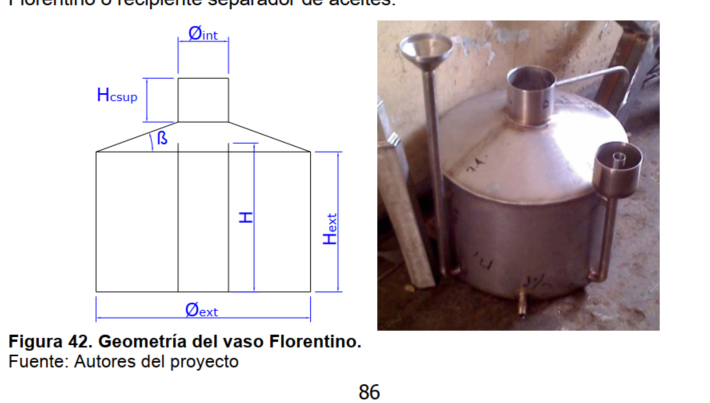 Florentino o recipiente separador de aceites.
Øint
Hcsup
ß
H
Hext
Øext
Figura 42. Geometría del vaso Florentino.
Fuente: Autores del proyecto
86